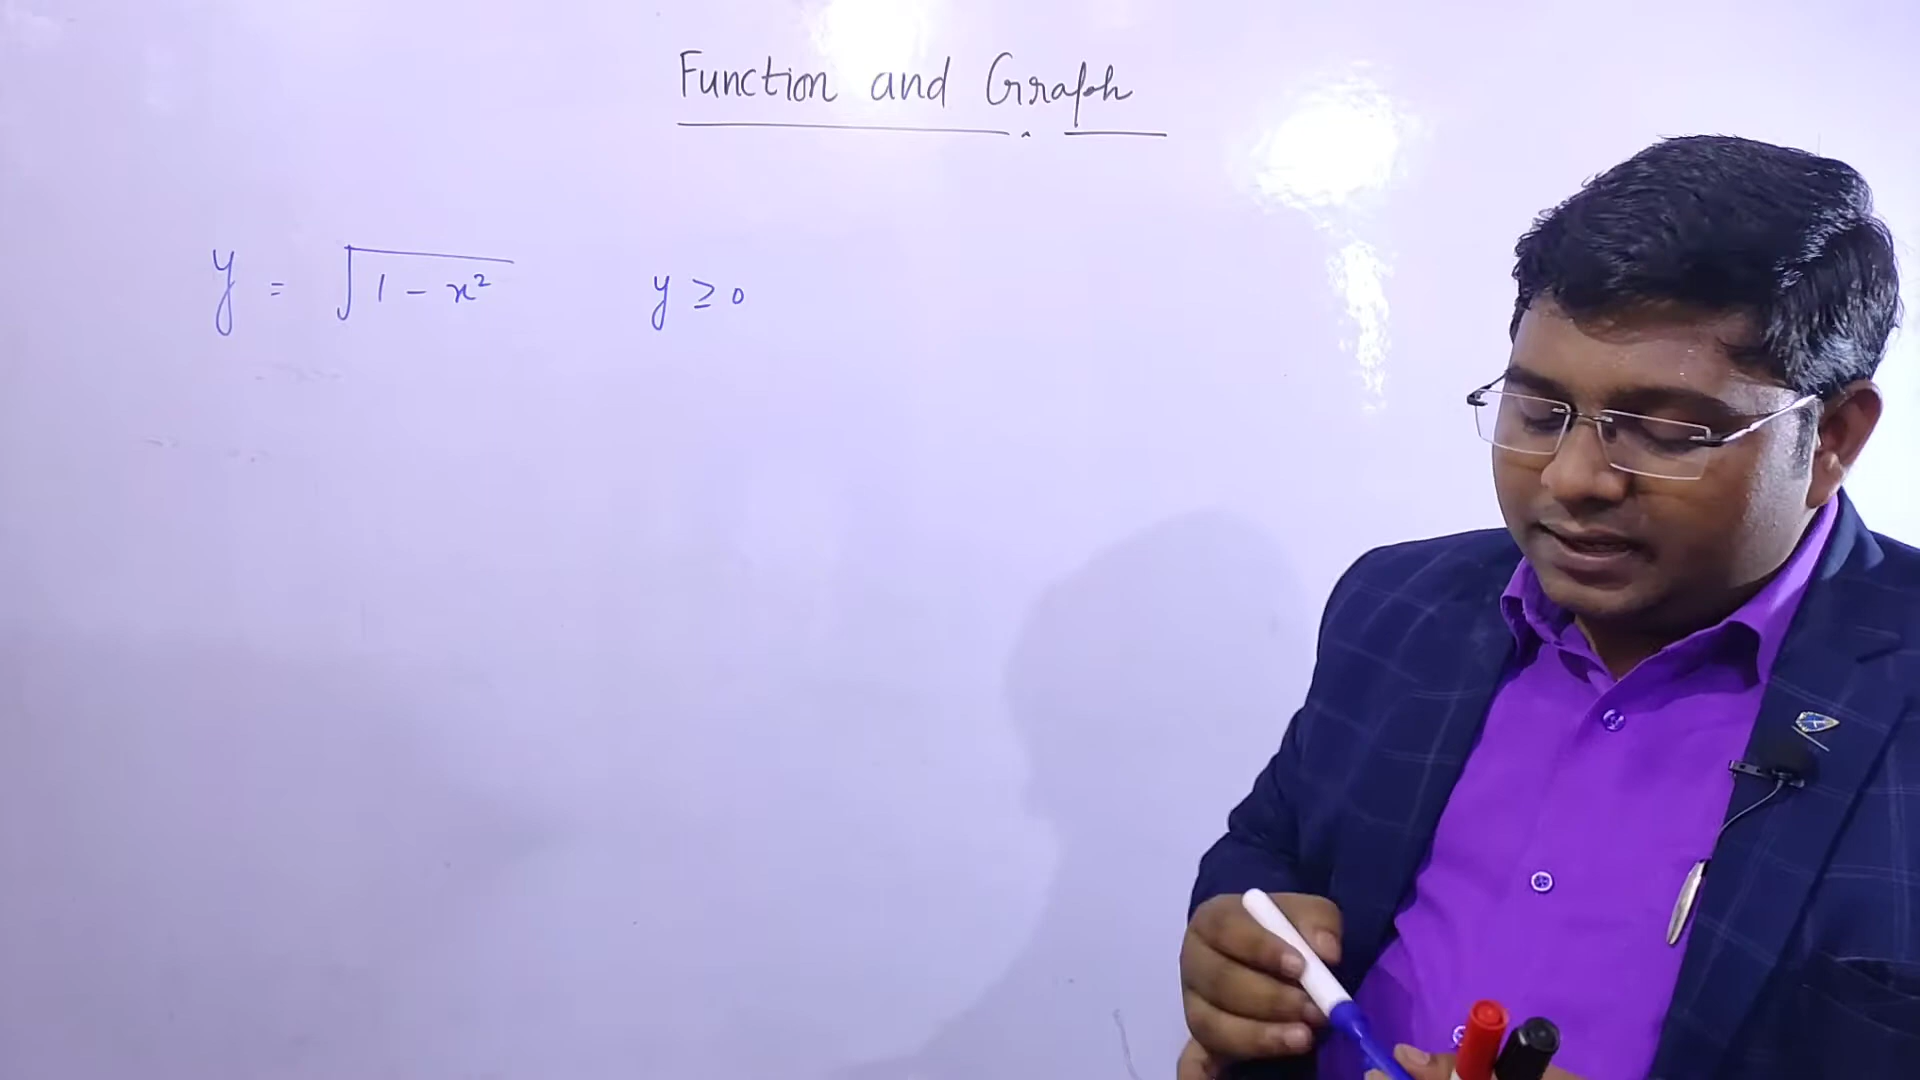 Function and Graph
y = √1 - x² y ≥ 0